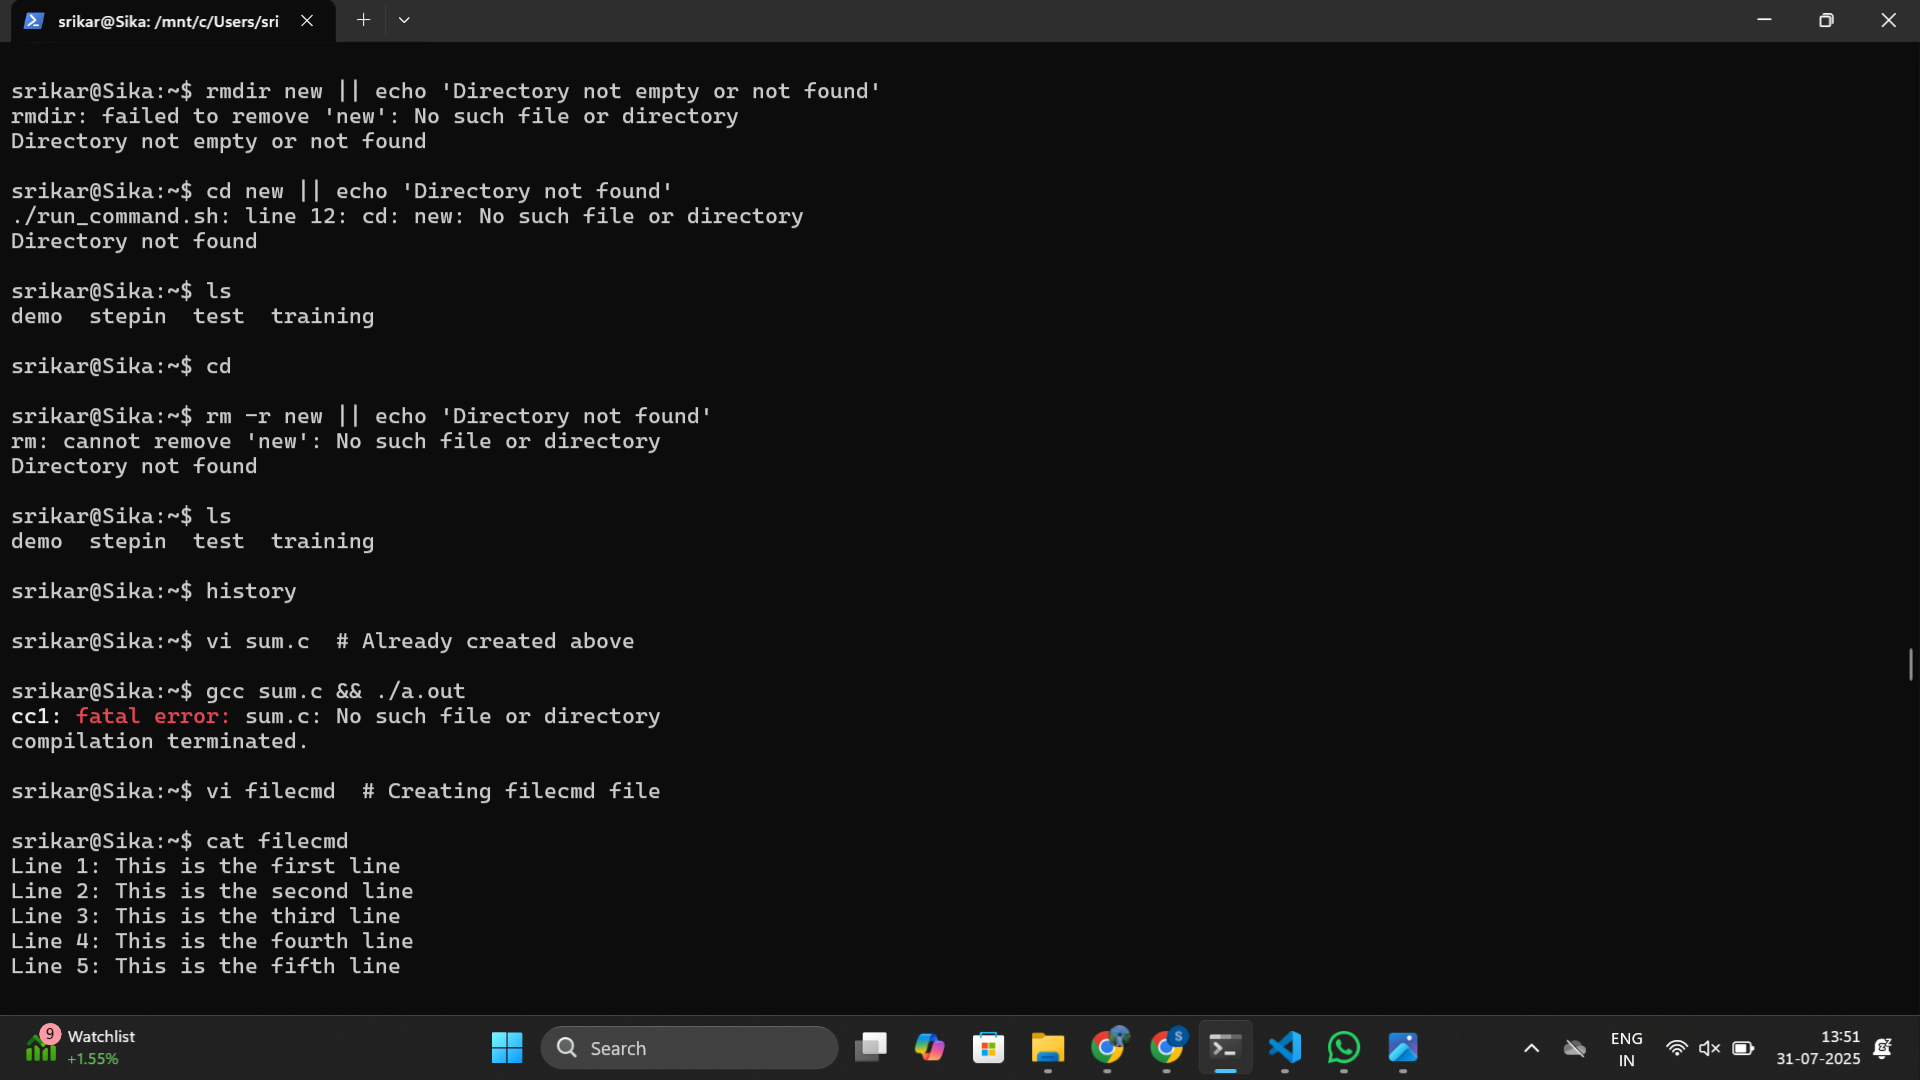 srikar@Sika: /mnt/c/Users/sri
srikar@Sika:~$ rmdir new || echo 'Directory not empty or not found'
rmdir: failed to remove 'new': No such file or directory
Directory not empty or not found
srikar@Sika:~$ cd new || echo 'Directory not found'
./run_command.sh: line 12: cd: new: No such file or directory
Directory not found
srikar@Sika:~$ ls
demo  stepin  test  training
srikar@Sika:~$ cd
srikar@Sika:~$ rm -r new || echo 'Directory not found'
rm: cannot remove 'new': No such file or directory
Directory not found
srikar@Sika:~$ ls
demo  stepin  test  training
srikar@Sika:~$ history
srikar@Sika:~$ vi sum.c  # Already created above
srikar@Sika:~$ gcc sum.c && ./a.out
cc1: fatal error: sum.c: No such file or directory
compilation terminated.
srikar@Sika:~$ vi filecmd  # Creating filecmd file
srikar@Sika:~$ cat filecmd
Line 1: This is the first line
Line 2: This is the second line
Line 3: This is the third line
Line 4: This is the fourth line
Line 5: This is the fifth line
9
Watchlist
+1.55%
Search
S
ENG
IN
13:51
31-07-2025